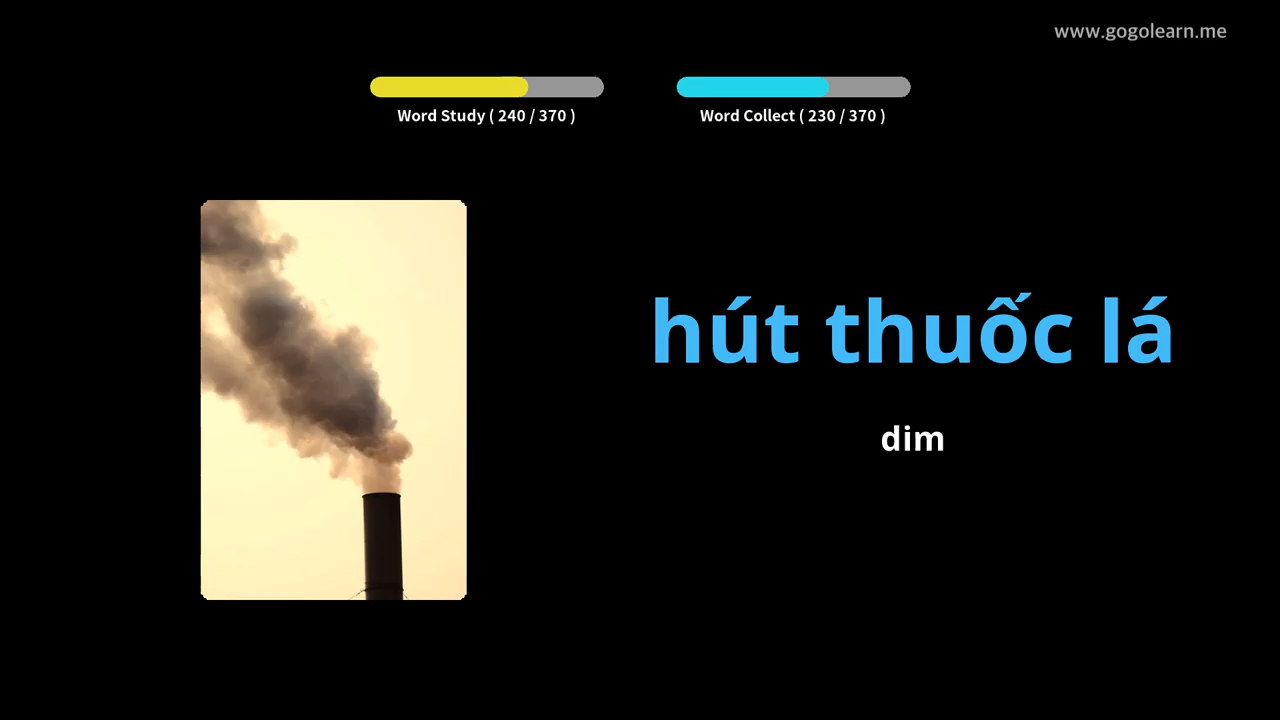 www.gogolearn.me
Word Study ( 240 / 370 )
Word Collect ( 230 / 370 )
hút thuốc lá
dim